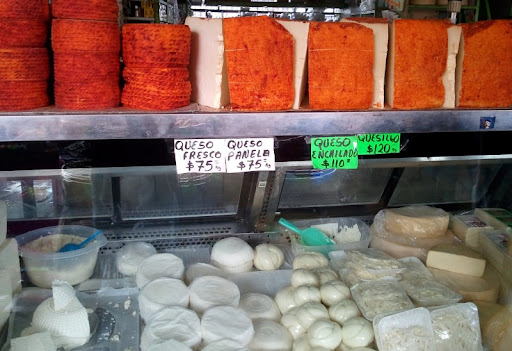 QUESO
FRESCO
$75
QUESO
PANELA
$75
QUESO
ENCHILADO
$110
QUESILLO
$120